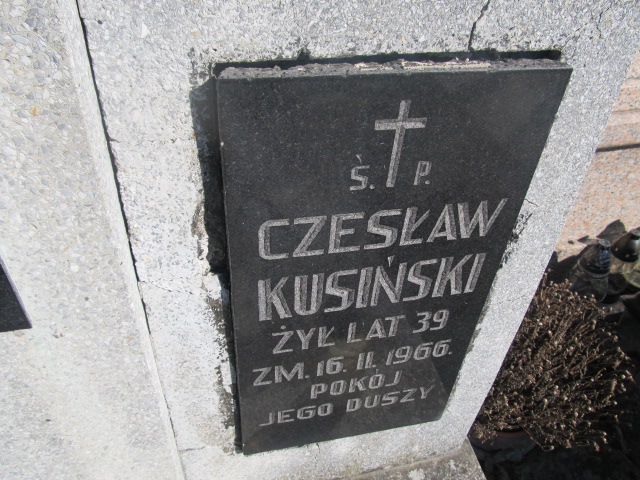 Ś. P.
CZESŁAW
KUSIŃSKI
ŻYŁ LAT 39
ZM. 16. II. 1966.
POKÓJ
JEGO DUSZY